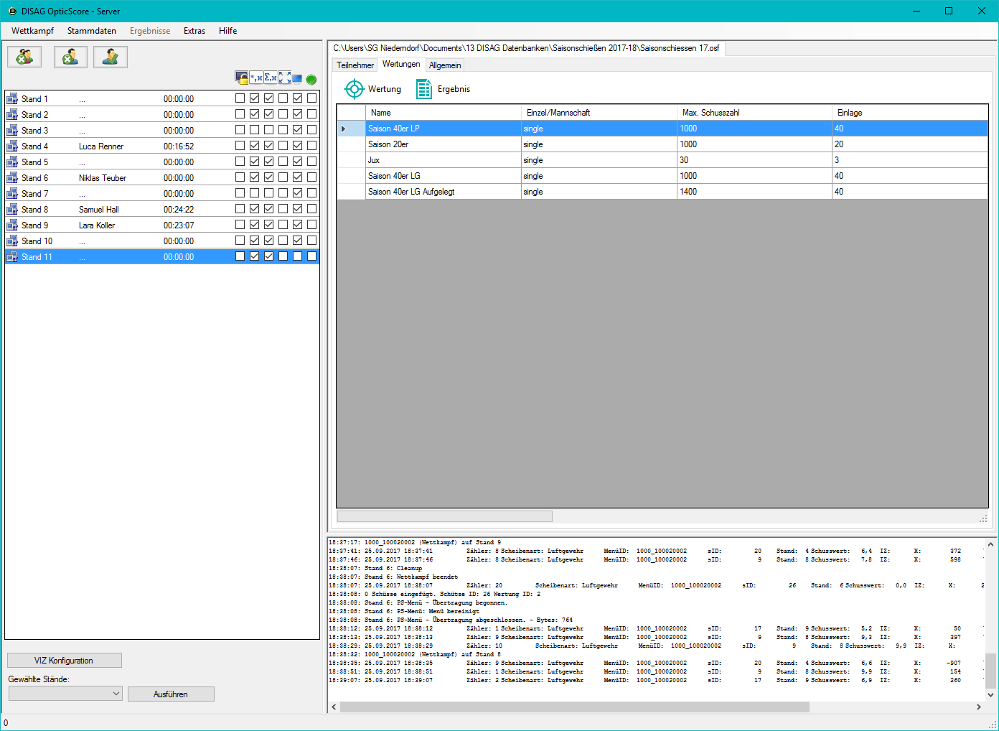 DISAG OpticScore - Server
Wettkampf Stammdaten Ergebnisse Extras Hilfe
*,x Σ,x
Stand 1 ... 00:00:00
Stand 2 ... 00:00:00
Stand 3 ... 00:00:00
Stand 4 Luca Renner 00:16:52
Stand 5 ... 00:00:00
Stand 6 Niklas Teuber 00:00:00
Stand 7 ... 00:00:00
Stand 8 Samuel Hall 00:24:22
Stand 9 Lara Koller 00:23:07
Stand 10 ... 00:00:00
Stand 11 ... 00:00:00
VIZ Konfiguration
Gewählte Stände:
Ausführen
0
C:\Users\SG Niederndorf\Documents\13 DISAG Datenbanken\Saisonschießen 2017-18\Saisonschiessen 17.osf
Teilnehmer Wertungen Allgemein
Wertung Ergebnis
Name Einzel/Mannschaft Max. Schusszahl Einlage
Saison 40er LP single 1000 40
Saison 20er single 1000 20
Jux single 30 3
Saison 40er LG single 1000 40
Saison 40er LG Aufgelegt single 1400 40
18:37:17: 1000_100020002 (Wettkampf) auf Stand 9
18:37:41: 25.09.2017 18:37:41 Zähler: 8 Scheibenart: Luftgewehr MenüID: 1000_100020002 sID: 20 Stand: 4 Schusswert: 6,4 IZ: X: 372
18:37:46: 25.09.2017 18:37:46 Zähler: 8 Scheibenart: Luftgewehr MenüID: 1000_100020002 sID: 9 Stand: 8 Schusswert: 7,8 IZ: X: 598
18:38:07: Stand 6: Cleanup
18:38:07: Stand 6: Wettkampf beendet
18:38:07: 25.09.2017 18:38:07 Zähler: 20 Scheibenart: Luftgewehr MenüID: 1000_100020002 sID: 26 Stand: 6 Schusswert: 0,0 IZ: X: 2
18:38:08: 0 Schüsse eingefügt. Schütze ID: 26 Wertung ID: 2
18:38:08: Stand 6: PS-Menü - Übertragung begonnen.
18:38:08: Stand 6: PS-Menü: Menü bereinigt
18:38:08: Stand 6: PS-Menü - Übertragung abgeschlossen. - Bytes: 764
18:38:12: 25.09.2017 18:38:12 Zähler: 1 Scheibenart: Luftgewehr MenüID: 1000_100020002 sID: 17 Stand: 9 Schusswert: 5,2 IZ: X: 50
18:38:13: 25.09.2017 18:38:13 Zähler: 9 Scheibenart: Luftgewehr MenüID: 1000_100020002 sID: 9 Stand: 8 Schusswert: 9,3 IZ: X: 397
18:38:29: 25.09.2017 18:38:29 Zähler: 10 Scheibenart: Luftgewehr MenüID: 1000_100020002 sID: 9 Stand: 8 Schusswert: 9,9 IZ: X:
18:38:32: 1000_100020002 (Wettkampf) auf Stand 8
18:38:35: 25.09.2017 18:38:35 Zähler: 9 Scheibenart: Luftgewehr MenüID: 1000_100020002 sID: 20 Stand: 4 Schusswert: 6,6 IZ: X: -907
18:38:51: 25.09.2017 18:38:51 Zähler: 1 Scheibenart: Luftgewehr MenüID: 1000_100020002 sID: 9 Stand: 8 Schusswert: 9,9 IZ: X: 154
18:39:07: 25.09.2017 18:39:07 Zähler: 2 Scheibenart: Luftgewehr MenüID: 1000_100020002 sID: 17 Stand: 9 Schusswert: 6,9 IZ: X: 260